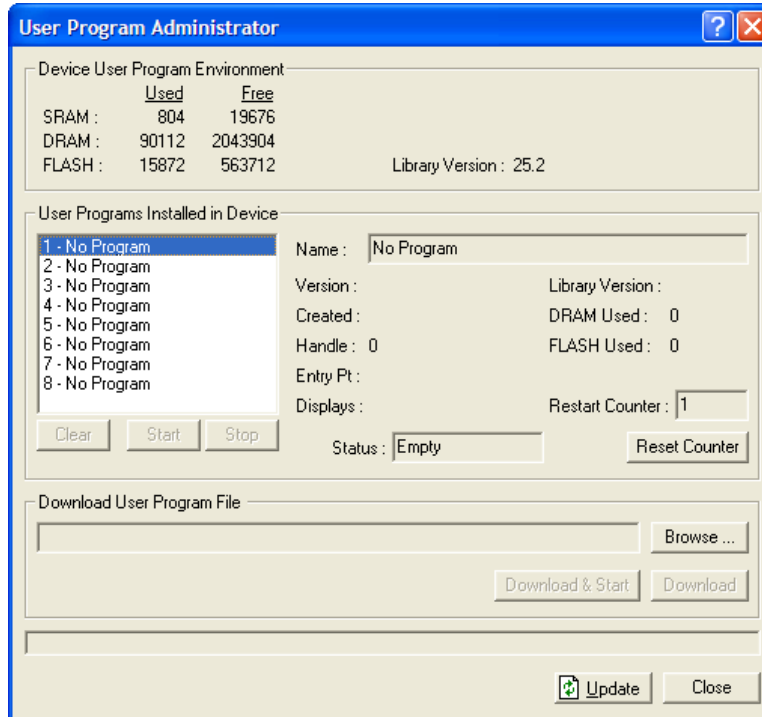 User Program Administrator
Device User Program Environment
Used Free
SRAM : 804 19676
DRAM : 90112 2043904
FLASH : 15872 563712 Library Version : 25.2
User Programs Installed in Device
1 - No Program
2 - No Program
3 - No Program
4 - No Program
5 - No Program
6 - No Program
7 - No Program
8 - No Program
Clear Start Stop
Name : No Program
Version : Library Version :
Created : DRAM Used : 0
Handle : 0 FLASH Used : 0
Entry Pt :
Displays : Restart Counter : 1
Status : Empty Reset Counter
Download User Program File
Browse ...
Download & Start Download
Update Close